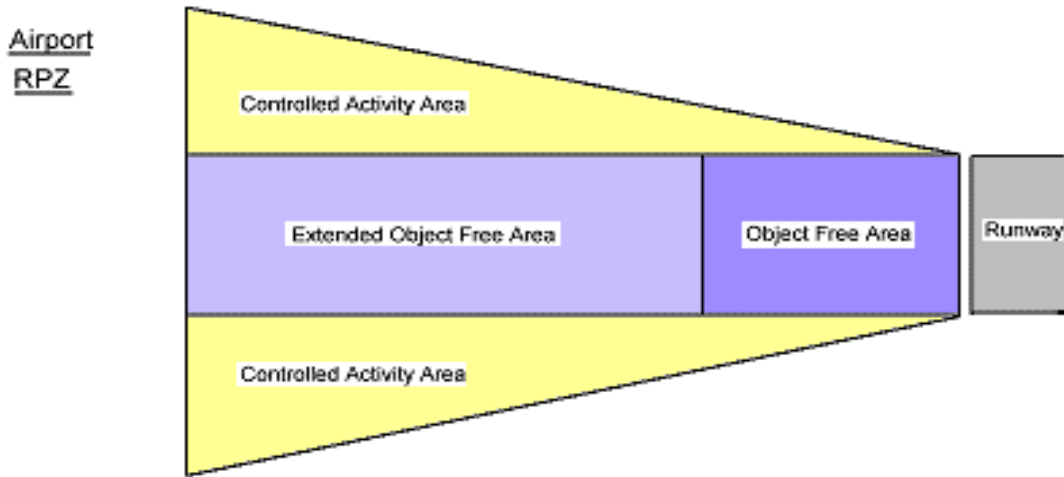 Airport
RPZ
Controlled Activity Area
Extended Object Free Area
Object Free Area
Runway
Controlled Activity Area